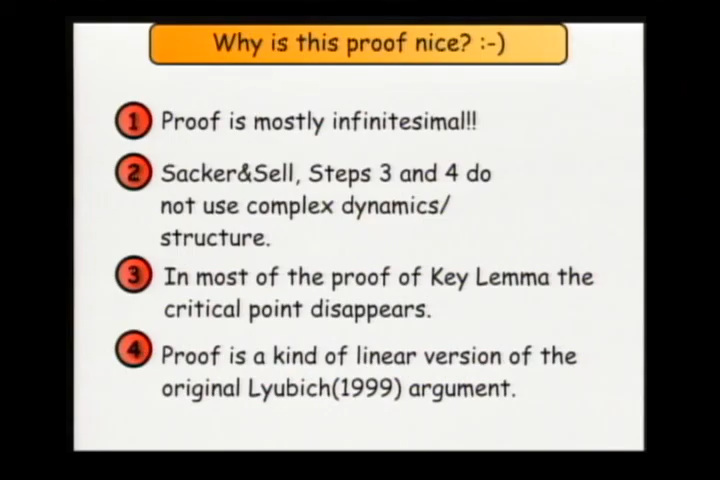 Why is this proof nice? :-)
1 Proof is mostly infinitesimal!!
2 Sacker&Sell, Steps 3 and 4 do
not use complex dynamics/
structure.
3 In most of the proof of Key Lemma the
critical point disappears.
4 Proof is a kind of linear version of the
original Lyubich(1999) argument.